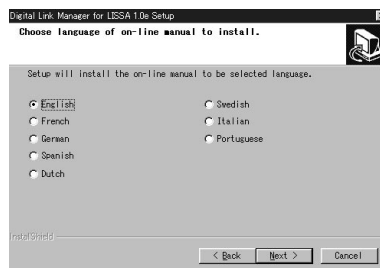 Digital Link Manager for LISSA 1.0e Setup
Choose language of on-line manual to install.
Setup will install the on-line manual to be selected language.
English
French
German
Spanish
Dutch
Swedish
Italian
Portuguese
InstallShield
< Back
Next >
Cancel